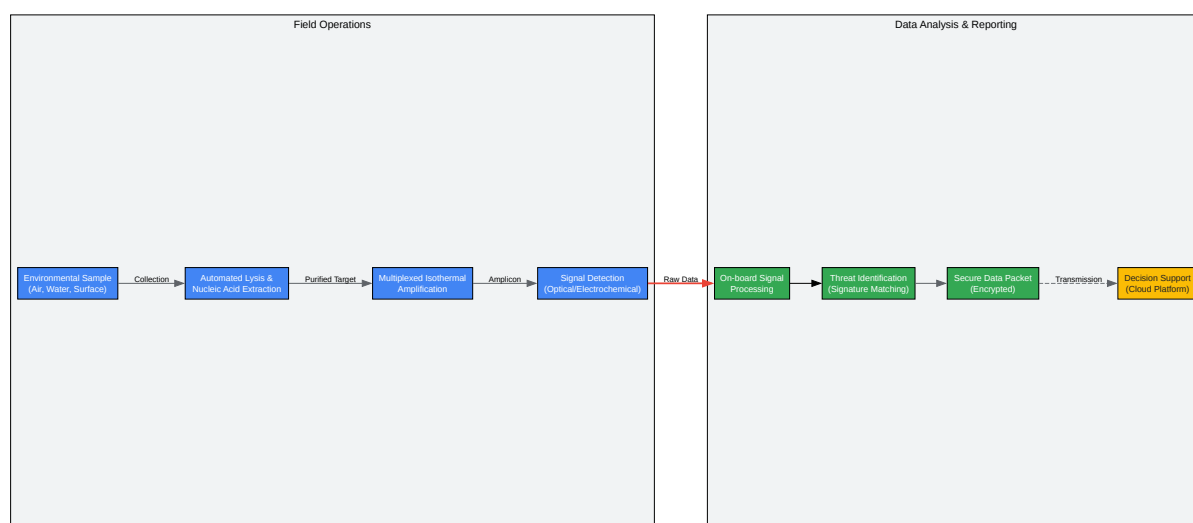 Field Operations
Data Analysis & Reporting
Environmental Sample
(Air, Water, Surface)
Collection
Automated Lysis &
Nucleic Acid Extraction
Purified Target
Multiplexed Isothermal
Amplification
Amplicon
Signal Detection
(Optical/Electrochemical)
Raw Data
On-board Signal
Processing
Threat Identification
(Signature Matching)
Secure Data Packet
(Encrypted)
Transmission
Decision Support
(Cloud Platform)